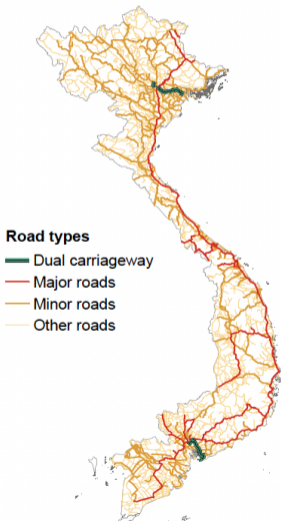 Road types
Dual carriageway
Major roads
Minor roads
Other roads